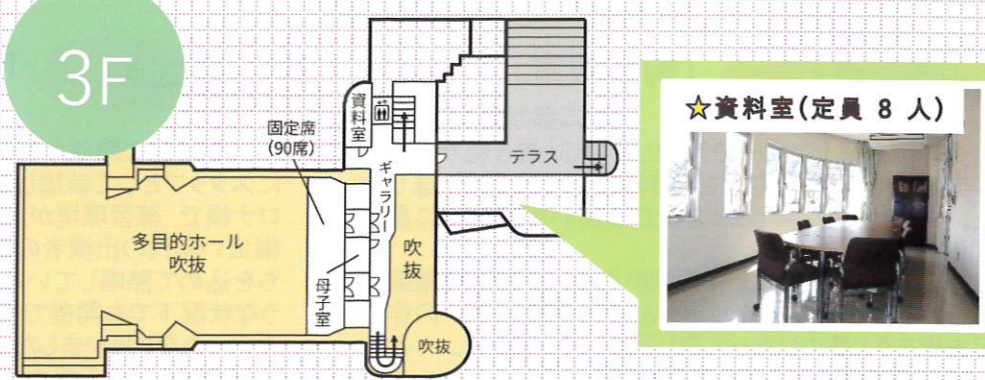 3F
固定席
(90席)
資料室
ギャラリー
テラス
多目的ホール
吹抜
母子室
吹抜
吹抜
☆資料室(定員 8 人)